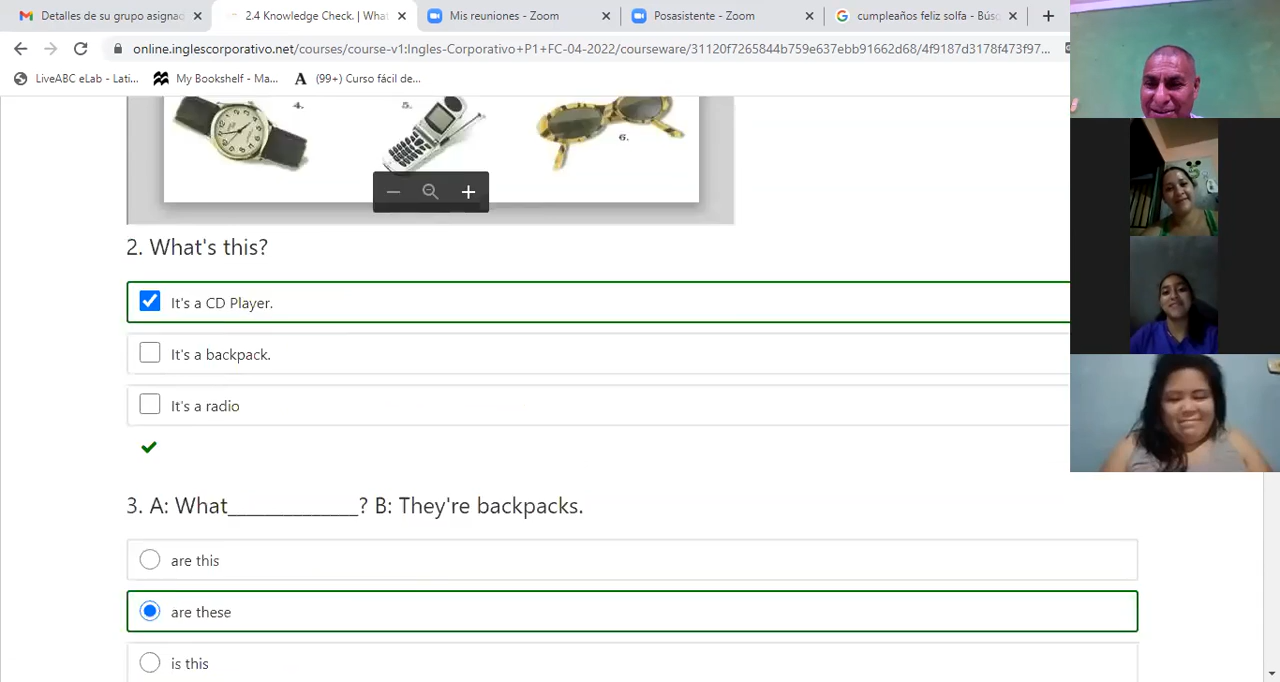 Detalles de su grupo asigna
2.4 Knowledge Check. | Wha
Mis reuniones - Zoom
Posasistente - Zoom
cumpleaños feliz solfa - Bús
online.inglescorporativo.net/courses/course-v1:Ingles-Corporativo+P1+FC-04-2022/courseware/31120f7265844b759e637ebb91662d68/4f9187d3178f473f97...
LiveABC eLab - Lati...
My Bookshelf - Ma...
(99+) Curso fácil de...
4.
5.
6.
2. What's this?
It's a CD Player.
It's a backpack.
It's a radio
3. A: What_____________? B: They're backpacks.
are this
are these
is this